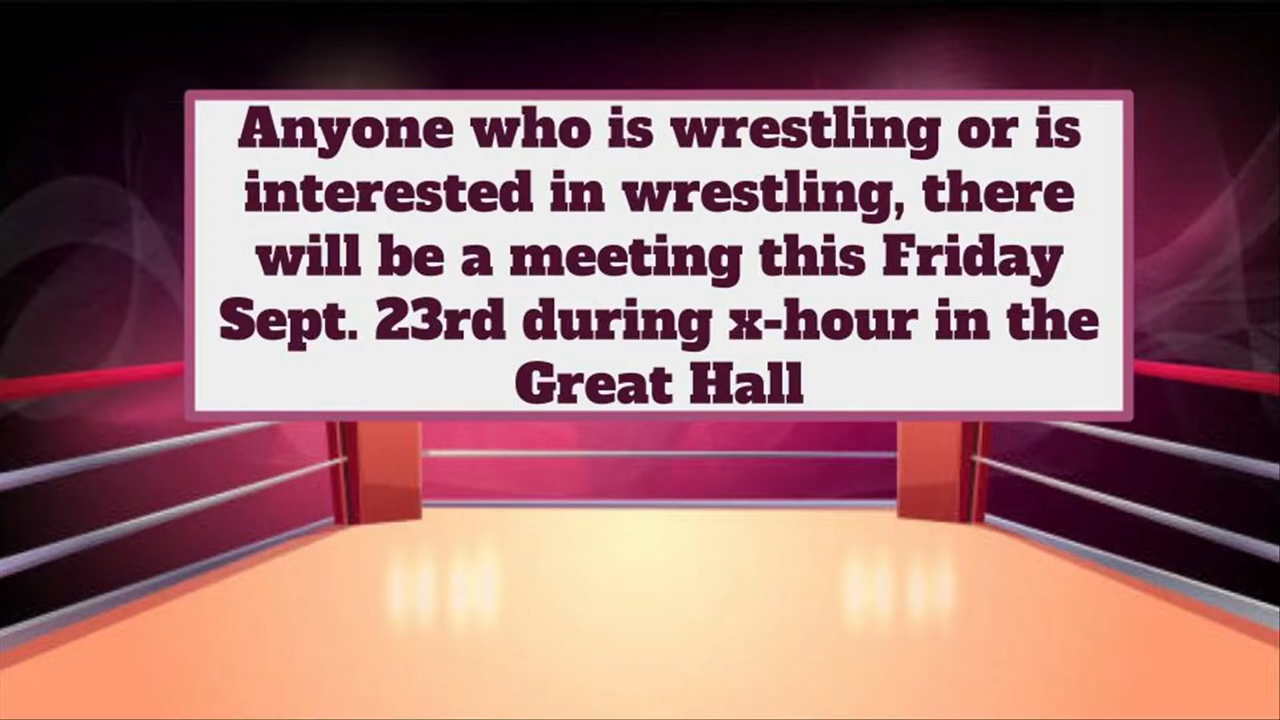 Anyone who is wrestling or is
interested in wrestling, there
will be a meeting this Friday
Sept. 23rd during x-hour in the
Great Hall